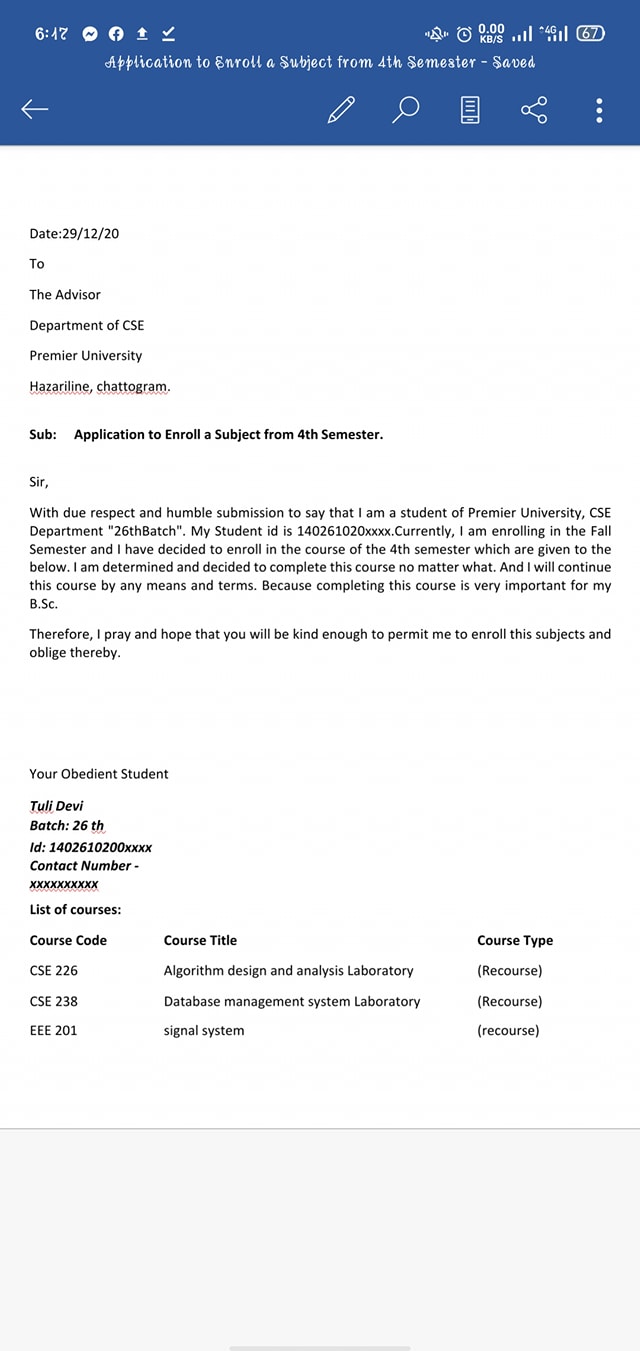 6:17
0.00 KB/S
4G
67
Application to Enroll a Subject from 4th Semester - Saved
Date:29/12/20
To
The Advisor
Department of CSE
Premier University
Hazariline, chattogram.
Sub: Application to Enroll a Subject from 4th Semester.
Sir,
With due respect and humble submission to say that I am a student of Premier University, CSE
Department "26thBatch". My Student id is 140261020xxxx.Currently, I am enrolling in the Fall
Semester and I have decided to enroll in the course of the 4th semester which are given to the
below. I am determined and decided to complete this course no matter what. And I will continue
this course by any means and terms. Because completing this course is very important for my
B.Sc.
Therefore, I pray and hope that you will be kind enough to permit me to enroll this subjects and
oblige thereby.
Your Obedient Student
Tuli Devi
Batch: 26 th
Id: 1402610200xxxx
Contact Number -
xxxxxxxxxx
List of courses:
Course Code Course Title Course Type
CSE 226 Algorithm design and analysis Laboratory (Recourse)
CSE 238 Database management system Laboratory (Recourse)
EEE 201 signal system (recourse)